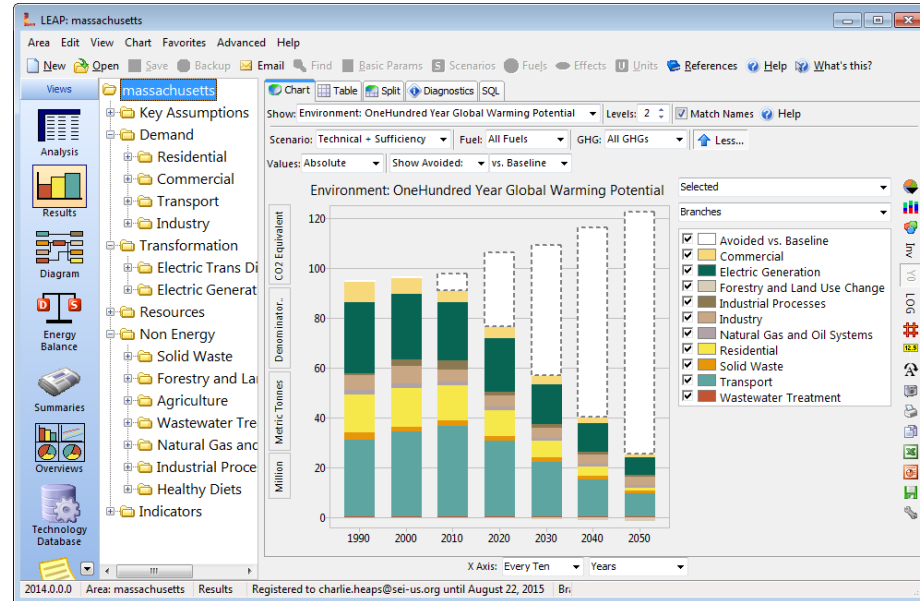 LEAP: massachusetts
Area Edit View Chart Favorites Advanced Help
New Open Save Backup Email Find Basic Params S Scenarios Fuels Effects U Units References Help What's this?
Views
Analysis
Results
Diagram
D S
Energy
Balance
Summaries
Overviews
Technology
Database
massachusetts
Key Assumptions
Demand
Residential
Commercial
Transport
Industry
Transformation
Electric Trans Di
Electric Generat
Resources
Non Energy
Solid Waste
Forestry and La
Agriculture
Wastewater Tre
Natural Gas and
Industrial Proce
Healthy Diets
Indicators
Chart Table Split Diagnostics SQL
Show: Environment: OneHundred Year Global Warming Potential Levels: 2 Match Names Help
Scenario: Technical + Sufficiency Fuel: All Fuels GHG: All GHGs Less...
Values: Absolute Show Avoided: vs. Baseline
Environment: OneHundred Year Global Warming Potential
CO2 Equivalent
Denominator..
Metric Tonnes
Million
120
100
80
60
40
20
0
1990 2000 2010 2020 2030 2040 2050
Selected
Branches
Avoided vs. Baseline
Commercial
Electric Generation
Forestry and Land Use Change
Industrial Processes
Industry
Natural Gas and Oil Systems
Residential
Solid Waste
Transport
Wastewater Treatment
Inv
Y0
LOG
12.5
A
X Axis: Every Ten Years
2014.0.0.0 Area: massachusetts Results Registered to charlie.heaps@sei-us.org until August 22, 2015 Bra